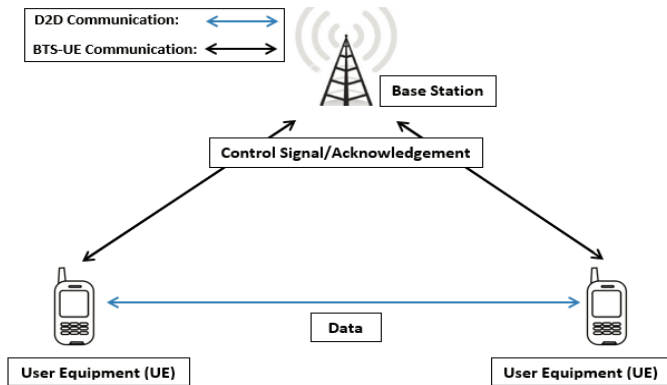 D2D Communication:
BTS-UE Communication:
Base Station
Control Signal/Acknowledgement
Data
User Equipment (UE)
User Equipment (UE)